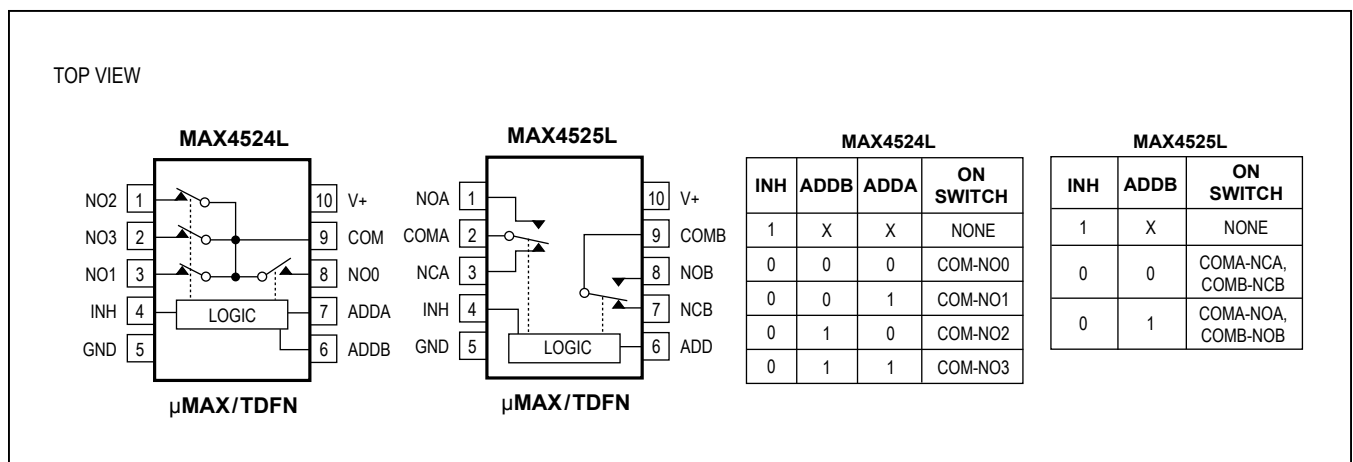 TOP VIEW
MAX4524L
NO2 1
NO3 2
NO1 3
INH 4
GND 5
10 V+
9 COM
8 NO0
7 ADDA
6 ADDB
LOGIC
µMAX/TDFN
MAX4525L
NOA 1
COMA 2
NCA 3
INH 4
GND 5
10 V+
9 COMB
8 NOB
7 NCB
6 ADD
LOGIC
µMAX/TDFN
MAX4524L
INH ADDB ADDA ON SWITCH
1 X X NONE
0 0 0 COM-NO0
0 0 1 COM-NO1
0 1 0 COM-NO2
0 1 1 COM-NO3
MAX4525L
INH ADDB ON SWITCH
1 X NONE
0 0 COMA-NCA,
COMB-NCB
0 1 COMA-NOA,
COMB-NOB